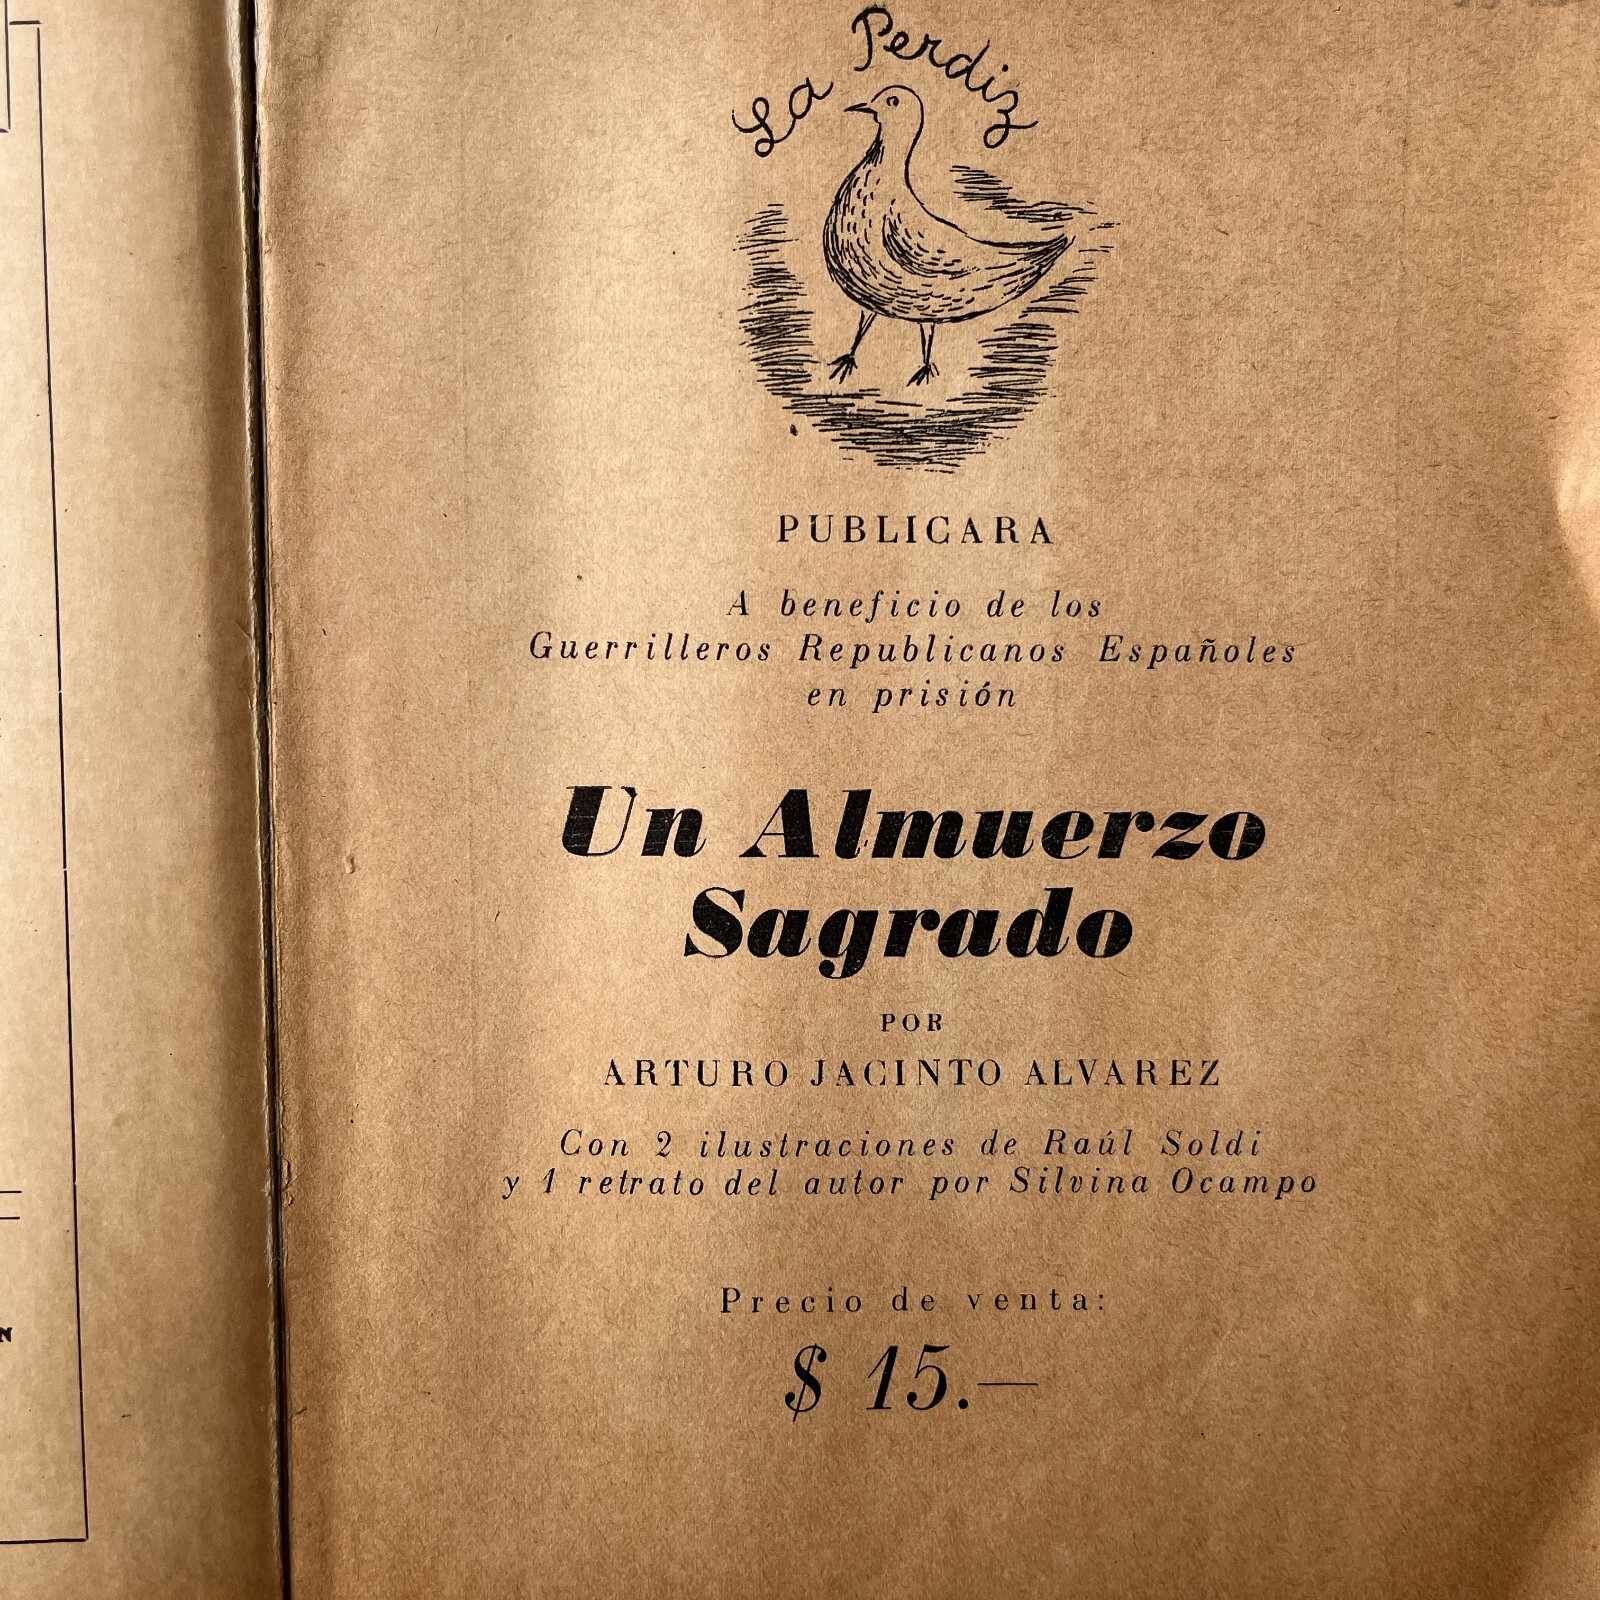 La Perdiz
PUBLICARA
A beneficio de los
Guerrilleros Republicanos Españoles
en prisión
Un Almuerzo
Sagrado
POR
ARTURO JACINTO ALVAREZ
Con 2 ilustraciones de Raúl Soldi
y 1 retrato del autor por Silvina Ocampo
Precio de venta:
$ 15.—
N